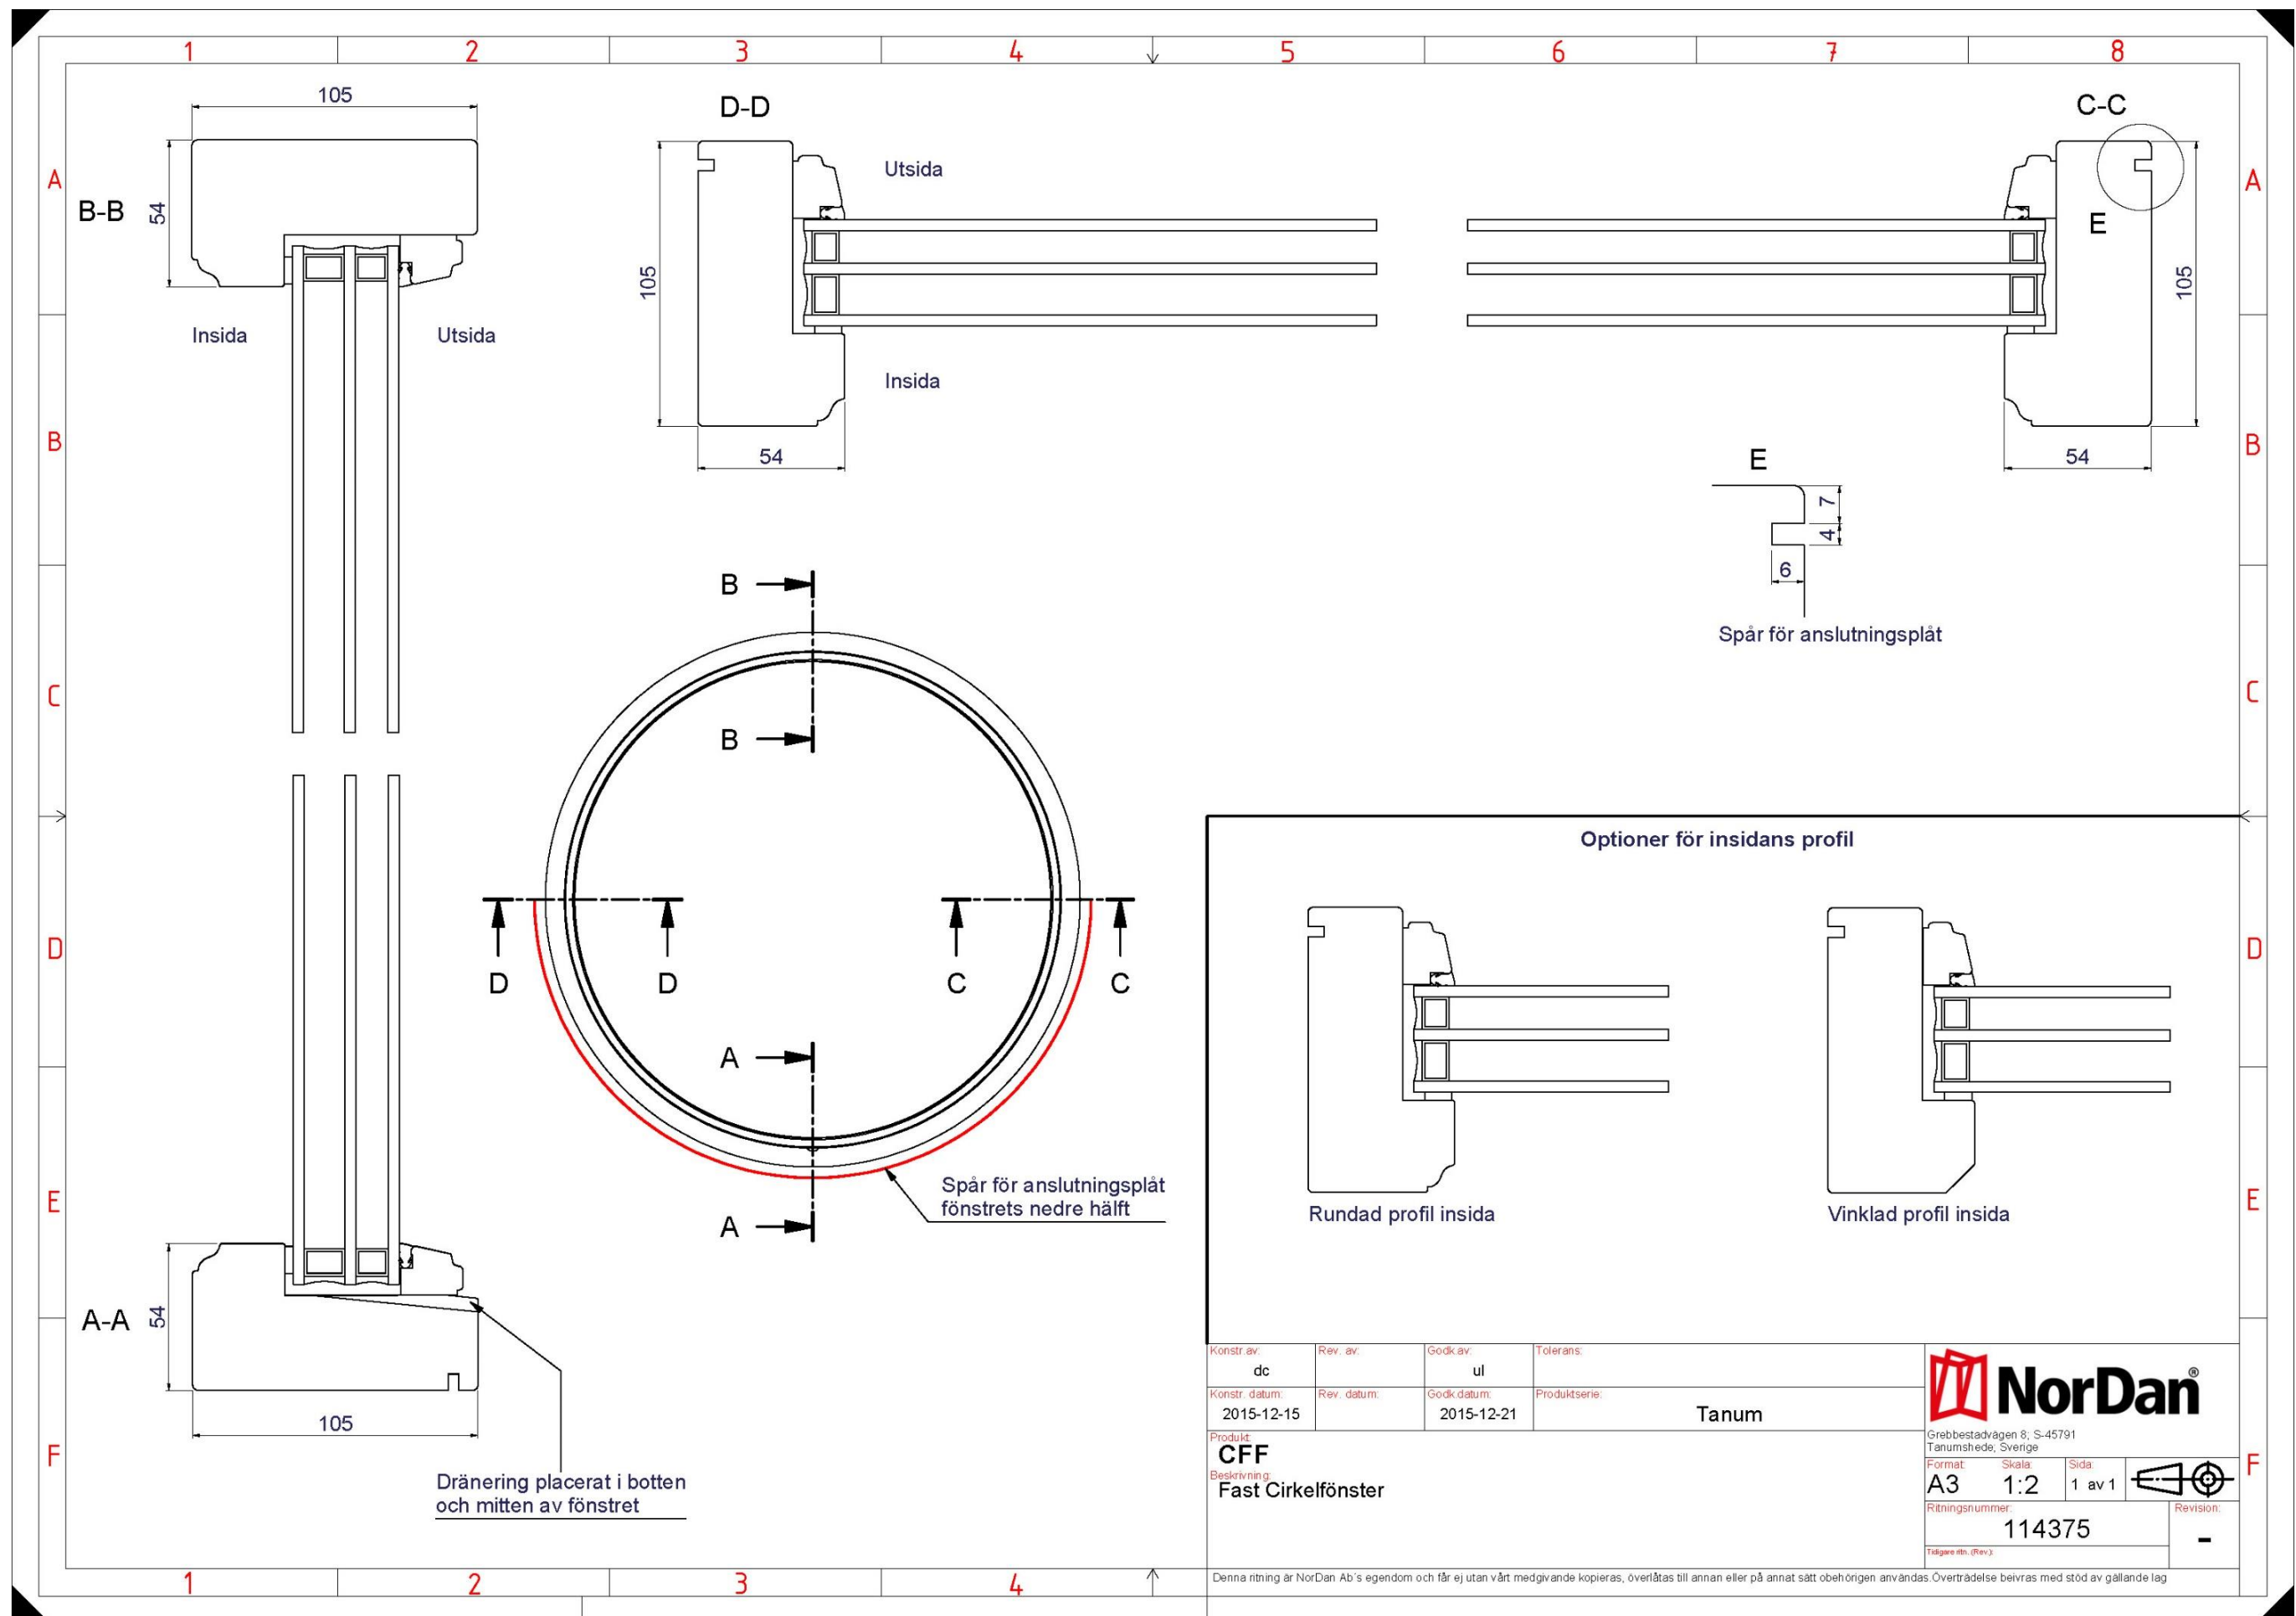 1 2 3 4 5 6 7 8
A
A
B
B
C
C
D
D
E
E
F
F
105
B-B
54
Insida
Utsida
D-D
Utsida
105
Insida
54
C-C
E
105
54
E
7
4
6
Spår för anslutningsplåt
B
B
D
D
C
C
A
A
Spår för anslutningsplåt
fönstrets nedre hälft
A-A
54
105
Dränering placerat i botten
och mitten av fönstret
Optioner för insidans profil
Rundad profil insida
Vinklad profil insida
Konstr.av:
dc
Rev. av:
Godk.av:
ul
Tolerans:
Konstr. datum:
2015-12-15
Rev. datum:
Godk.datum:
2015-12-21
Produktserie:
Tanum
Produkt:
CFF
Beskrivning:
Fast Cirkelfönster
NorDan®
Grebbestadvägen 8; S-45791
Tanumshede; Sverige
Format:
A3
Skala:
1:2
Sida:
1 av 1
Ritningsnummer:
114375
Revision:
-
Tidigare ritn. (Rev.):
Denna ritning är NorDan Ab´s egendom och får ej utan vårt medgivande kopieras, överlåtas till annan eller på annat sätt obehörigen användas.Överträdelse beivras med stöd av gällande lag
1 2 3 4